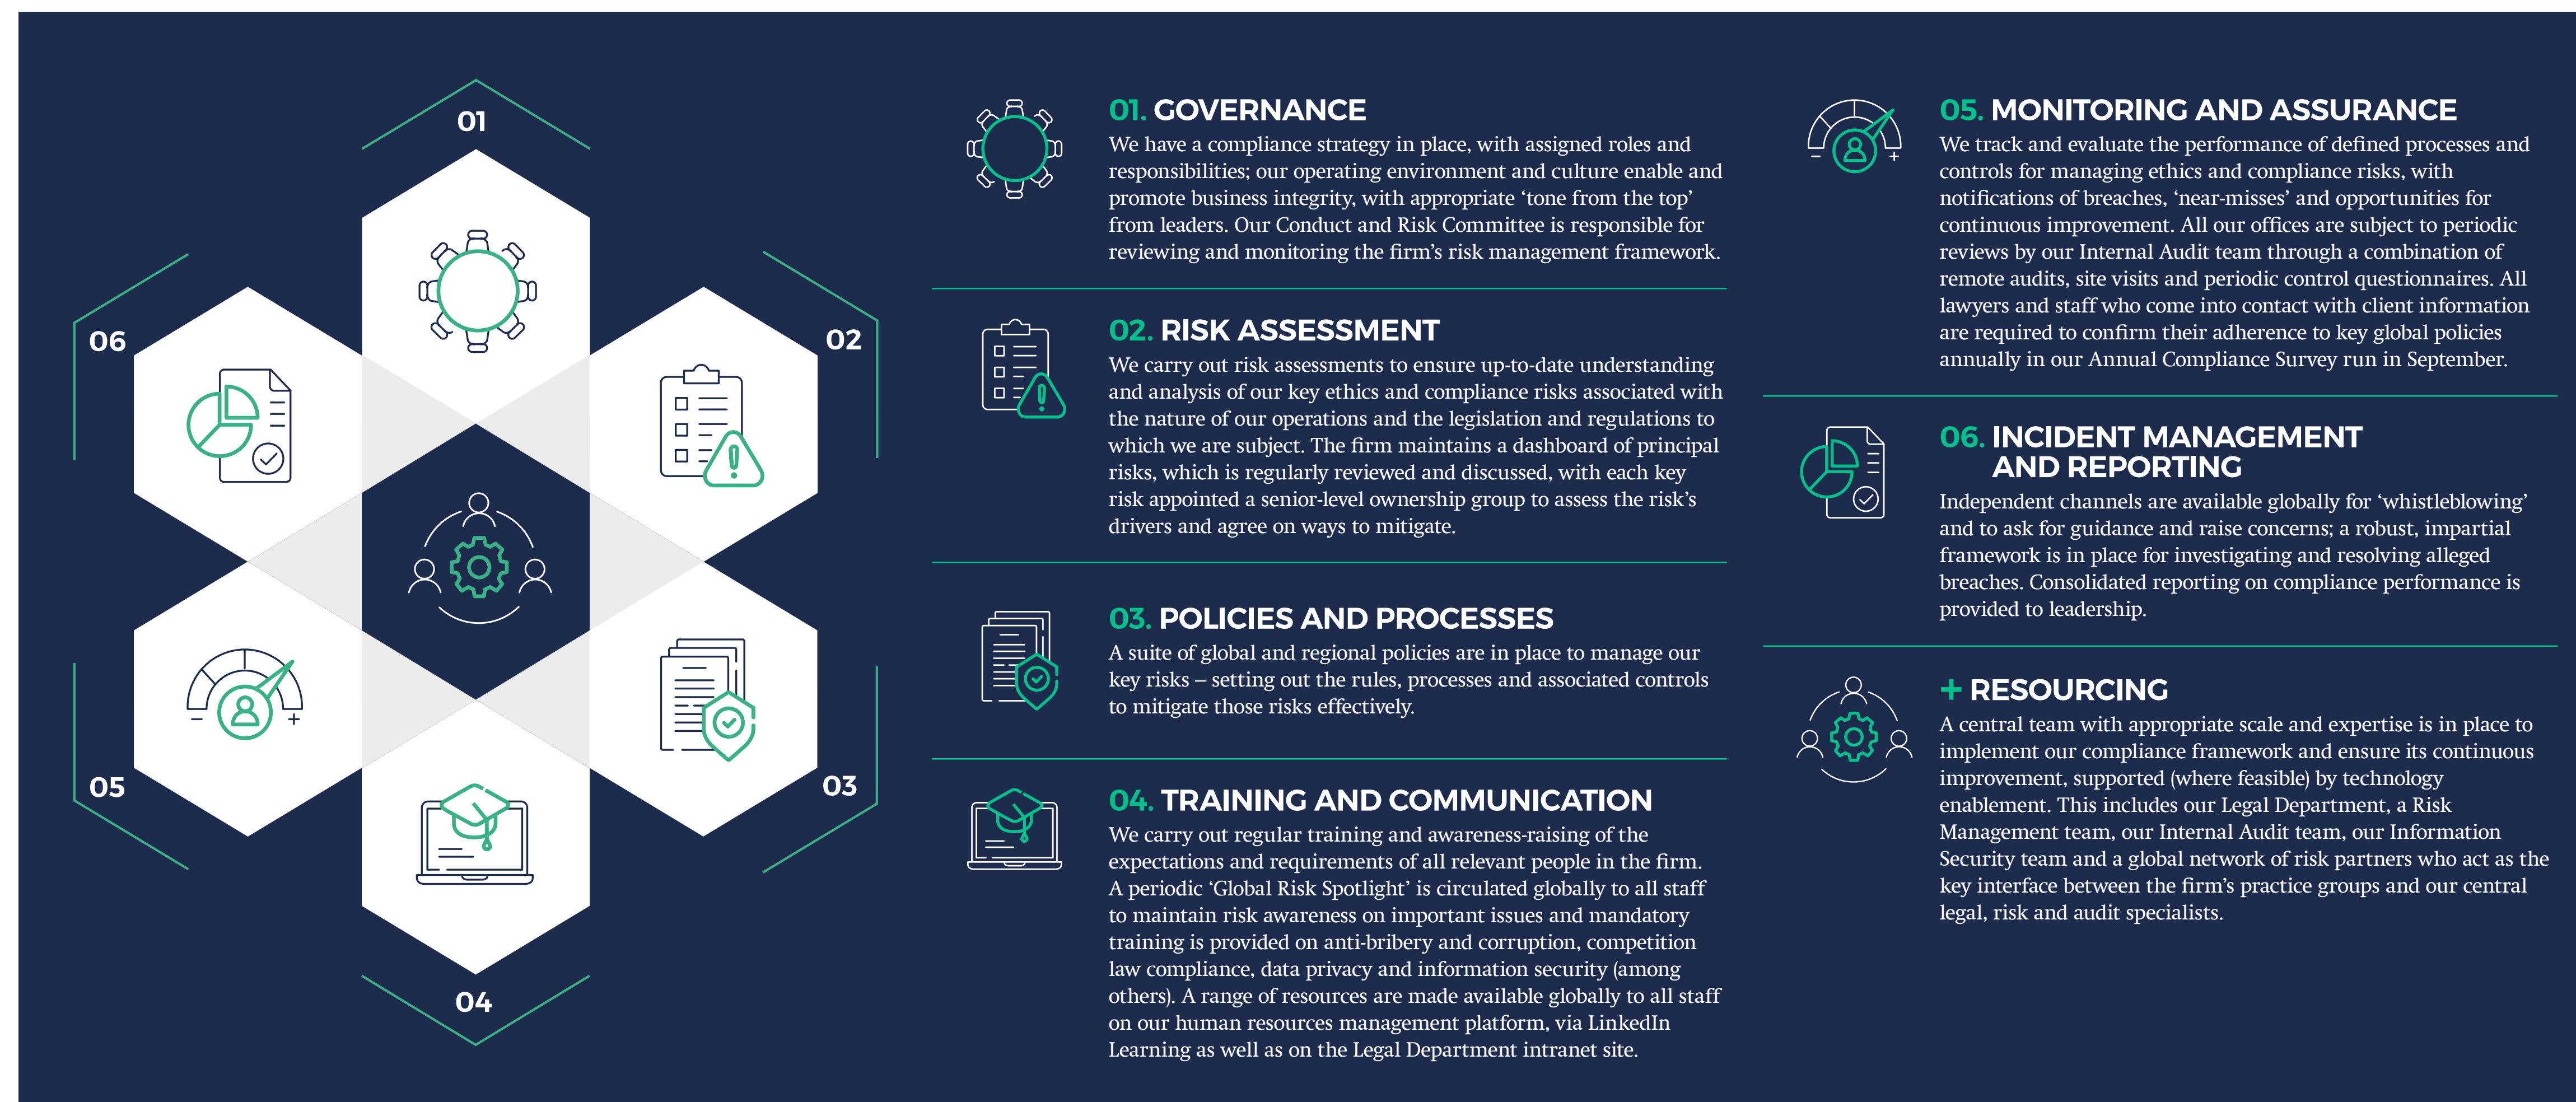 01
06
02
05
03
04
01. GOVERNANCE
We have a compliance strategy in place, with assigned roles and
responsibilities; our operating environment and culture enable and
promote business integrity, with appropriate ‘tone from the top’
from leaders. Our Conduct and Risk Committee is responsible for
reviewing and monitoring the firm’s risk management framework.
02. RISK ASSESSMENT
We carry out risk assessments to ensure up-to-date understanding
and analysis of our key ethics and compliance risks associated with
the nature of our operations and the legislation and regulations to
which we are subject. The firm maintains a dashboard of principal
risks, which is regularly reviewed and discussed, with each key
risk appointed a senior-level ownership group to assess the risk’s
drivers and agree on ways to mitigate.
03. POLICIES AND PROCESSES
A suite of global and regional policies are in place to manage our
key risks – setting out the rules, processes and associated controls
to mitigate those risks effectively.
04. TRAINING AND COMMUNICATION
We carry out regular training and awareness-raising of the
expectations and requirements of all relevant people in the firm.
A periodic ‘Global Risk Spotlight’ is circulated globally to all staff
to maintain risk awareness on important issues and mandatory
training is provided on anti-bribery and corruption, competition
law compliance, data privacy and information security (among
others). A range of resources are made available globally to all staff
on our human resources management platform, via LinkedIn
Learning as well as on the Legal Department intranet site.
05. MONITORING AND ASSURANCE
We track and evaluate the performance of defined processes and
controls for managing ethics and compliance risks, with
notifications of breaches, ‘near-misses’ and opportunities for
continuous improvement. All our offices are subject to periodic
reviews by our Internal Audit team through a combination of
remote audits, site visits and periodic control questionnaires. All
lawyers and staff who come into contact with client information
are required to confirm their adherence to key global policies
annually in our Annual Compliance Survey run in September.
06. INCIDENT MANAGEMENT
AND REPORTING
Independent channels are available globally for ‘whistleblowing’
and to ask for guidance and raise concerns; a robust, impartial
framework is in place for investigating and resolving alleged
breaches. Consolidated reporting on compliance performance is
provided to leadership.
+ RESOURCING
A central team with appropriate scale and expertise is in place to
implement our compliance framework and ensure its continuous
improvement, supported (where feasible) by technology
enablement. This includes our Legal Department, a Risk
Management team, our Internal Audit team, our Information
Security team and a global network of risk partners who act as the
key interface between the firm’s practice groups and our central
legal, risk and audit specialists.